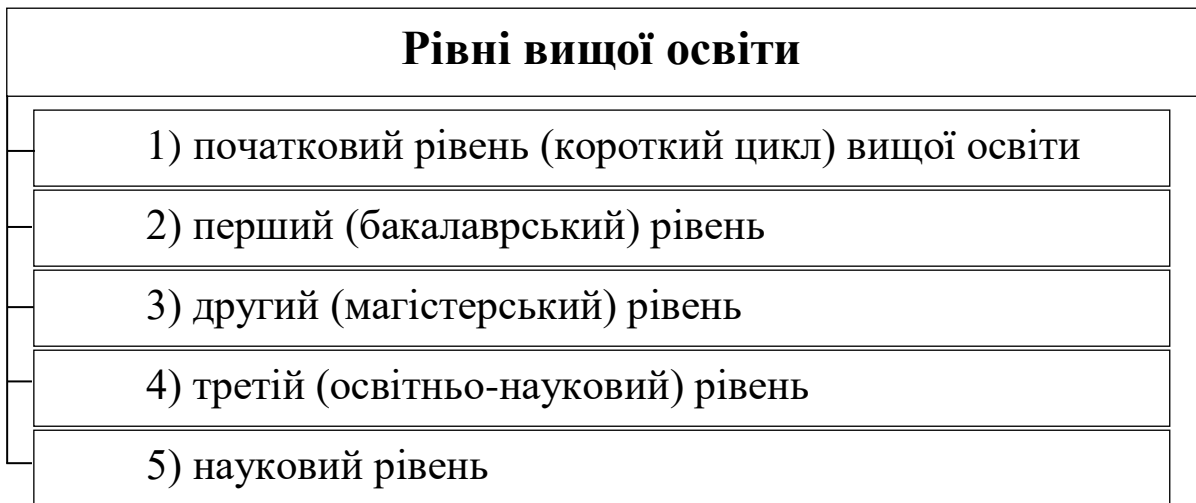 Рівні вищої освіти
1) початковий рівень (короткий цикл) вищої освіти
2) перший (бакалаврський) рівень
3) другий (магістерський) рівень
4) третій (освітньо-науковий) рівень
5) науковий рівень